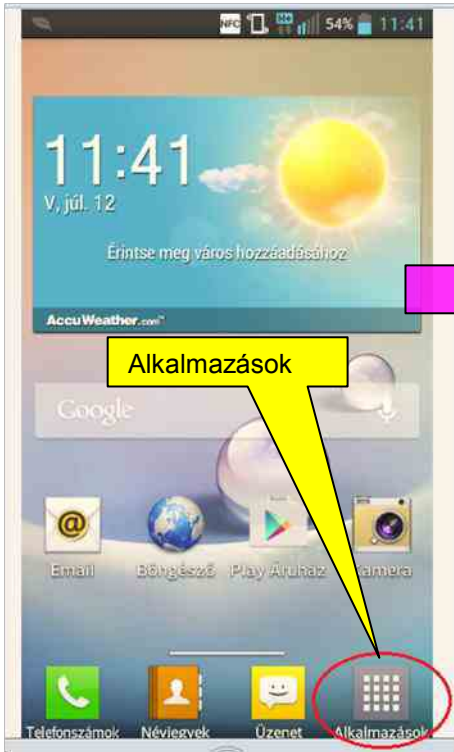 NFC H+ 54% 11:41
11:41
V, júl. 12
Érintse meg város hozzáadásához
AccuWeather.com
Alkalmazások
Google
Email Böngésző Play Áruház Kamera
Telefonszámok Névjegyek Üzenet Alkalmazások